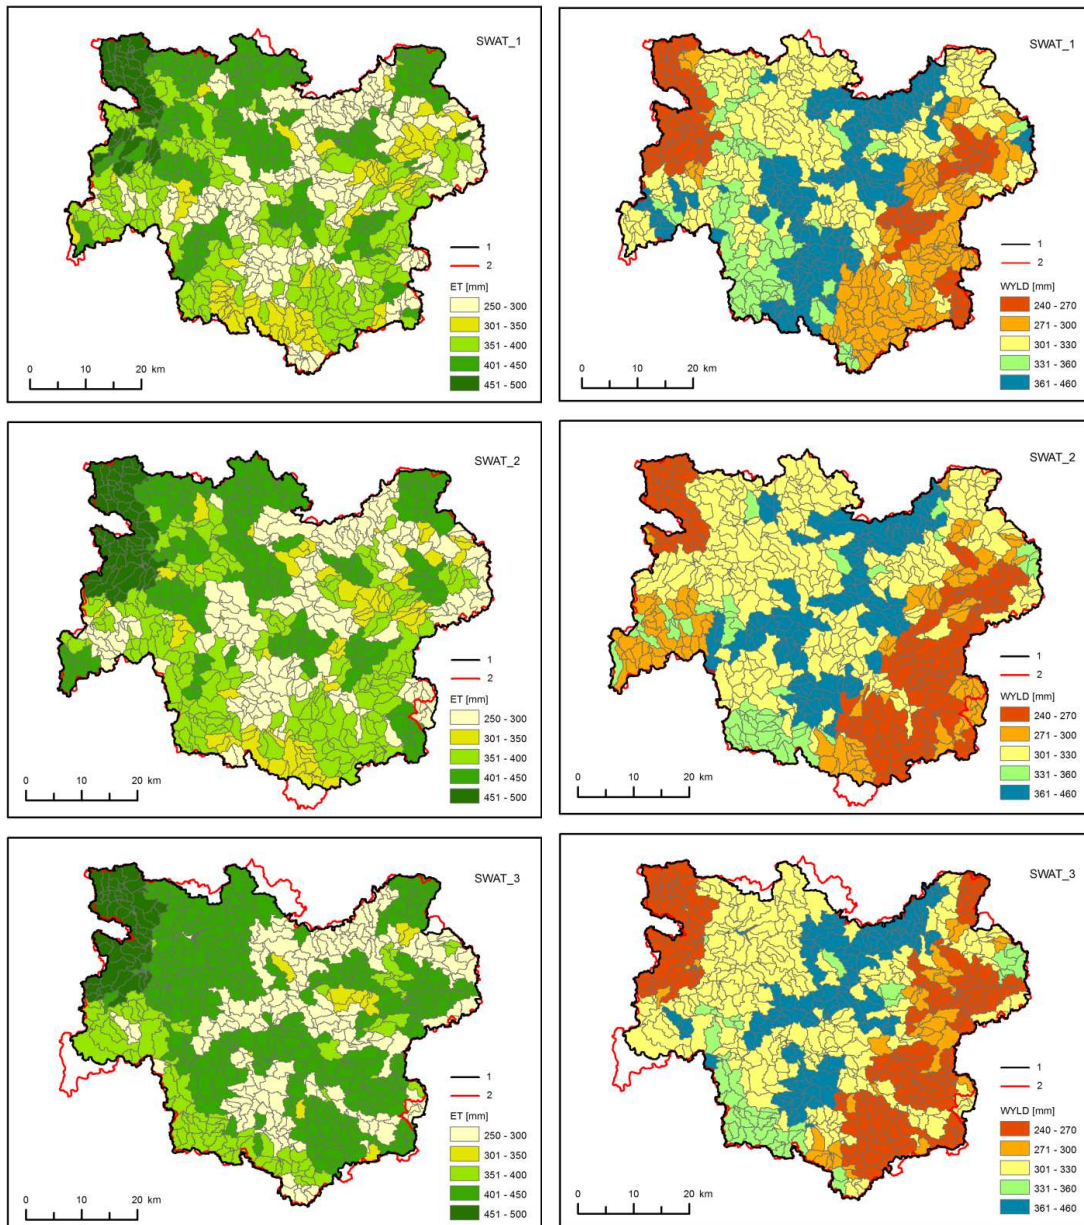 SWAT_1
1
2
ET [mm]
250 - 300
301 - 350
351 - 400
401 - 450
451 - 500
0 10 20 km
SWAT_1
1
2
WYLD [mm]
240 - 270
271 - 300
301 - 330
331 - 360
361 - 460
0 10 20 km
SWAT_2
1
2
ET [mm]
250 - 300
301 - 350
351 - 400
401 - 450
451 - 500
0 10 20 km
SWAT_2
1
2
WYLD [mm]
240 - 270
271 - 300
301 - 330
331 - 360
361 - 460
0 10 20 km
SWAT_3
1
2
ET [mm]
250 - 300
301 - 350
351 - 400
401 - 450
451 - 500
0 10 20 km
SWAT_3
1
2
WYLD [mm]
240 - 270
271 - 300
301 - 330
331 - 360
361 - 460
0 10 20 km